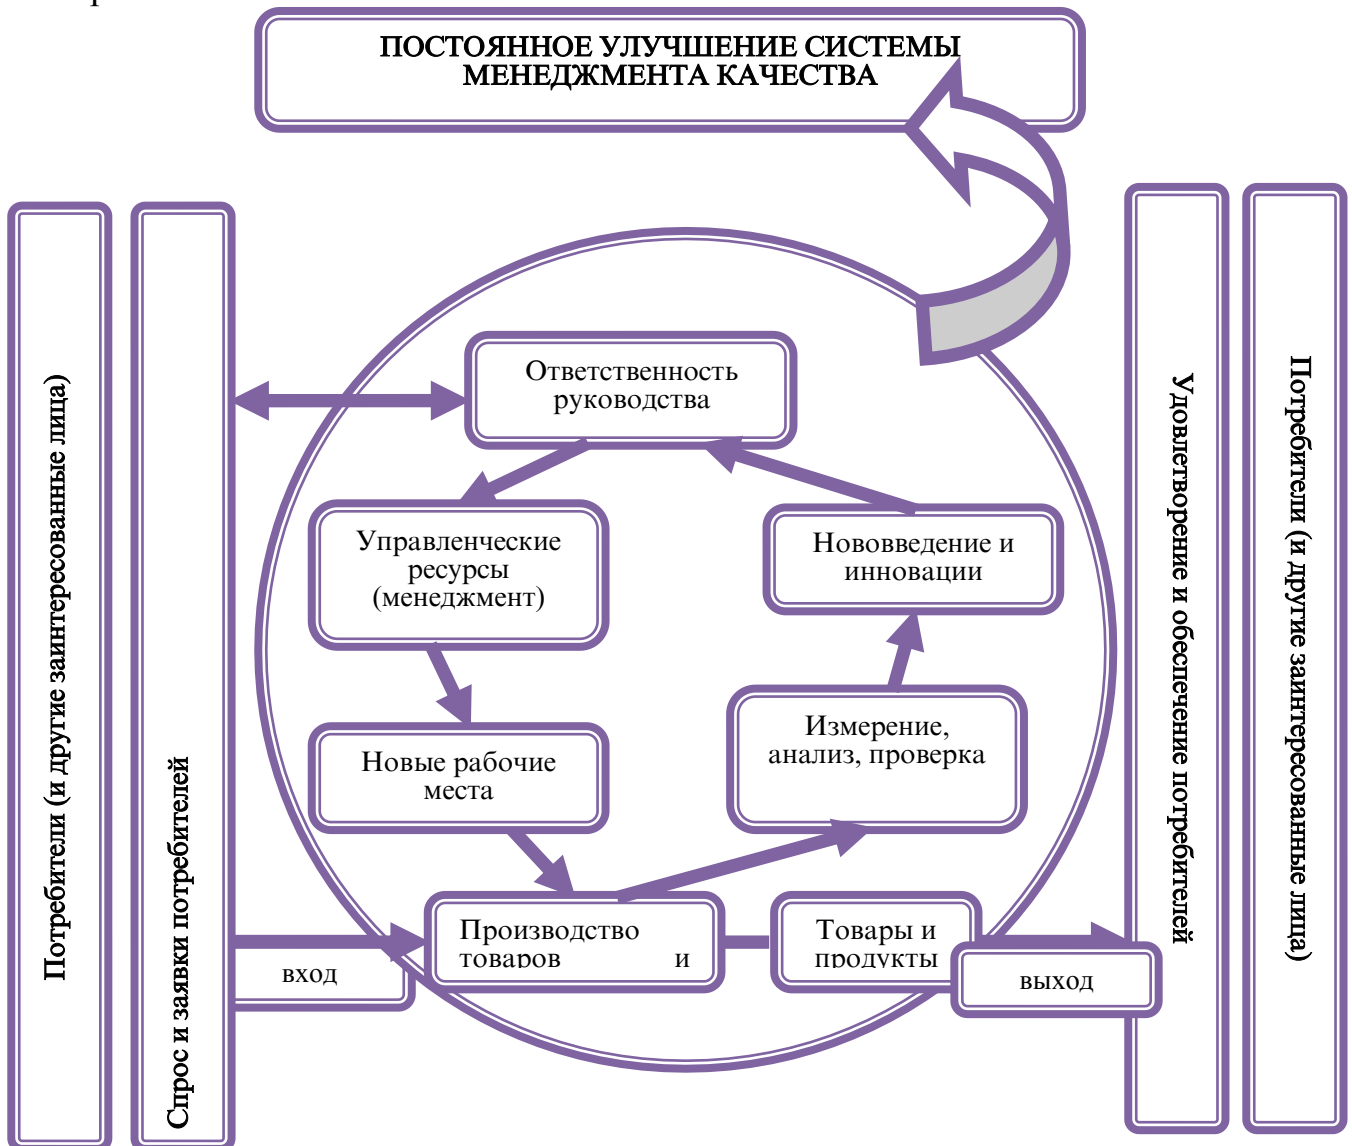 ПОСТОЯННОЕ УЛУЧШЕНИЕ СИСТЕМЫ
МЕНЕДЖМЕНТА КАЧЕСТВА
Потребители (и другие заинтересованные лица)
Спрос и заявки потребителей
Ответственность
руководства
Управленческие
ресурсы
(менеджмент)
Нововведение и
инновации
Новые рабочие
места
Измерение,
анализ, проверка
Производство
товаров и
Товары и
продукты
вход
выход
Удовлетворение и обеспечение потребителей
Потребители (и другие заинтересованные лица)